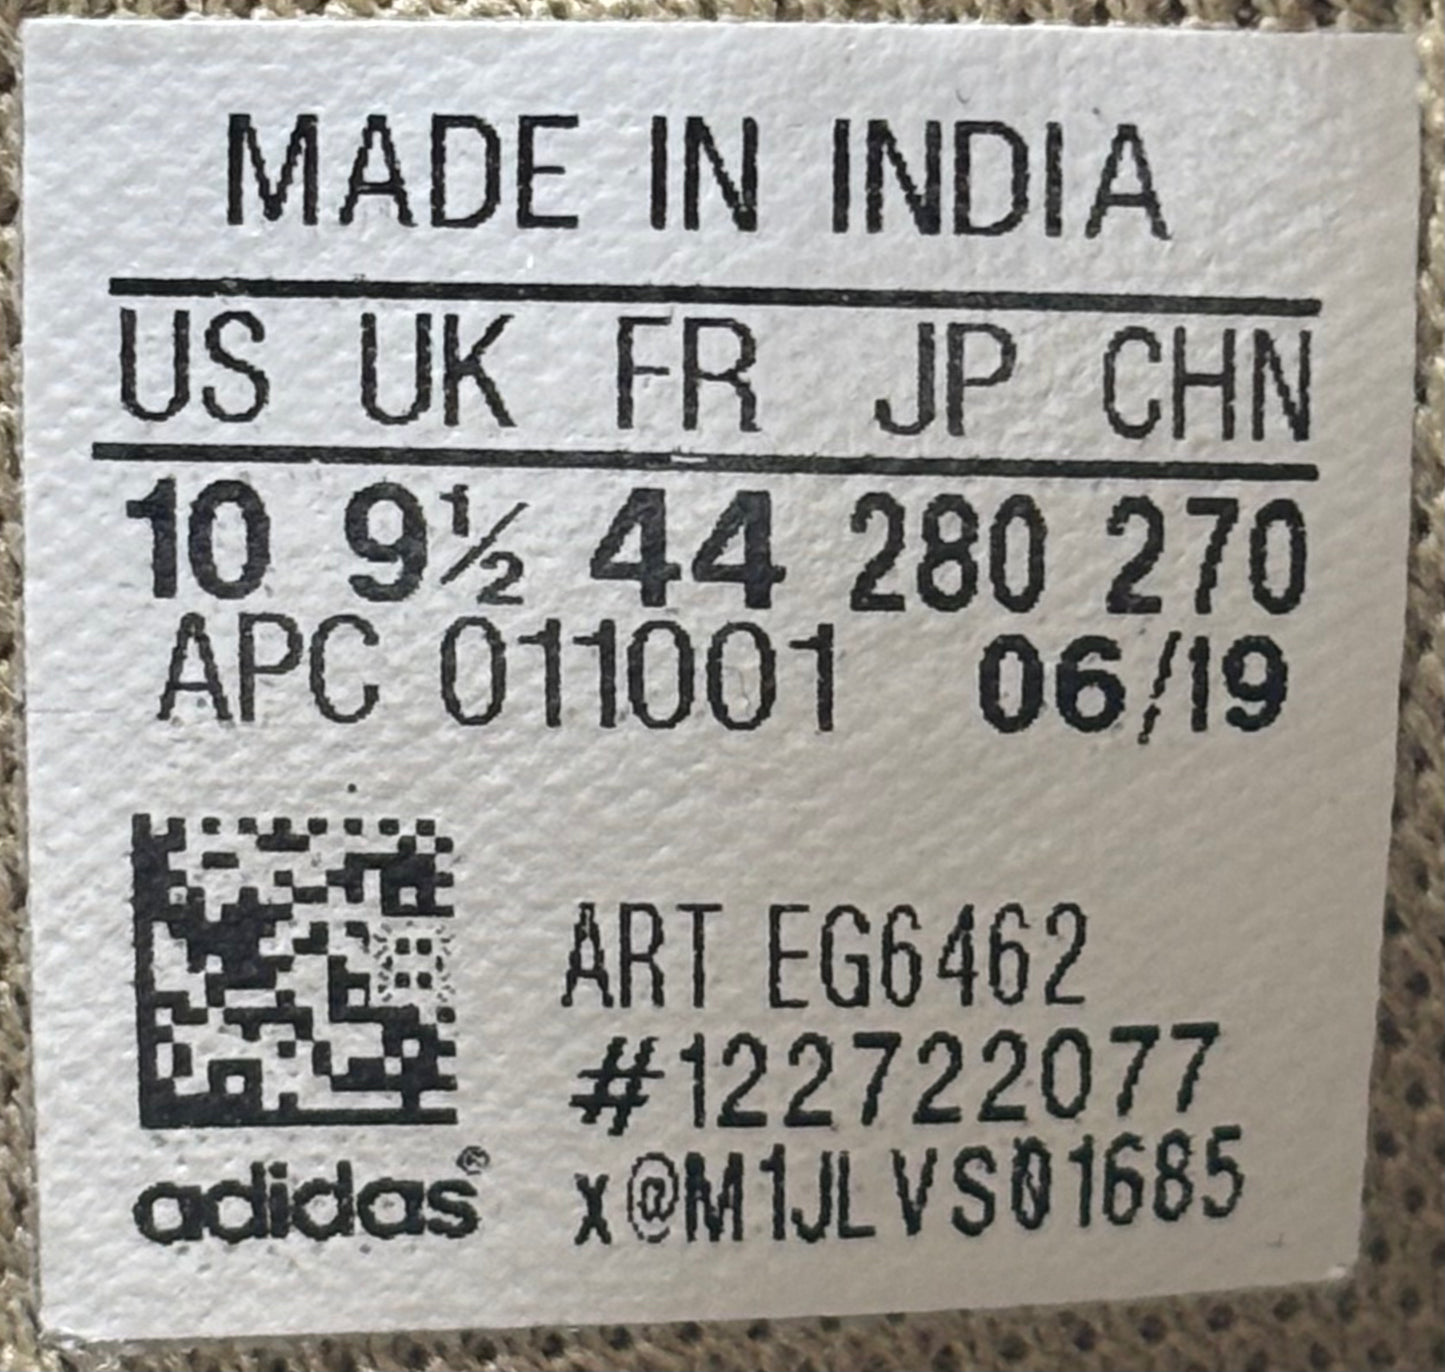 MADE IN INDIA
US UK FR JP CHN
10 9½ 44 280 270
APC 011001 06/19
ART EG6462
#122722077
adidas® x@M1JLVS01685